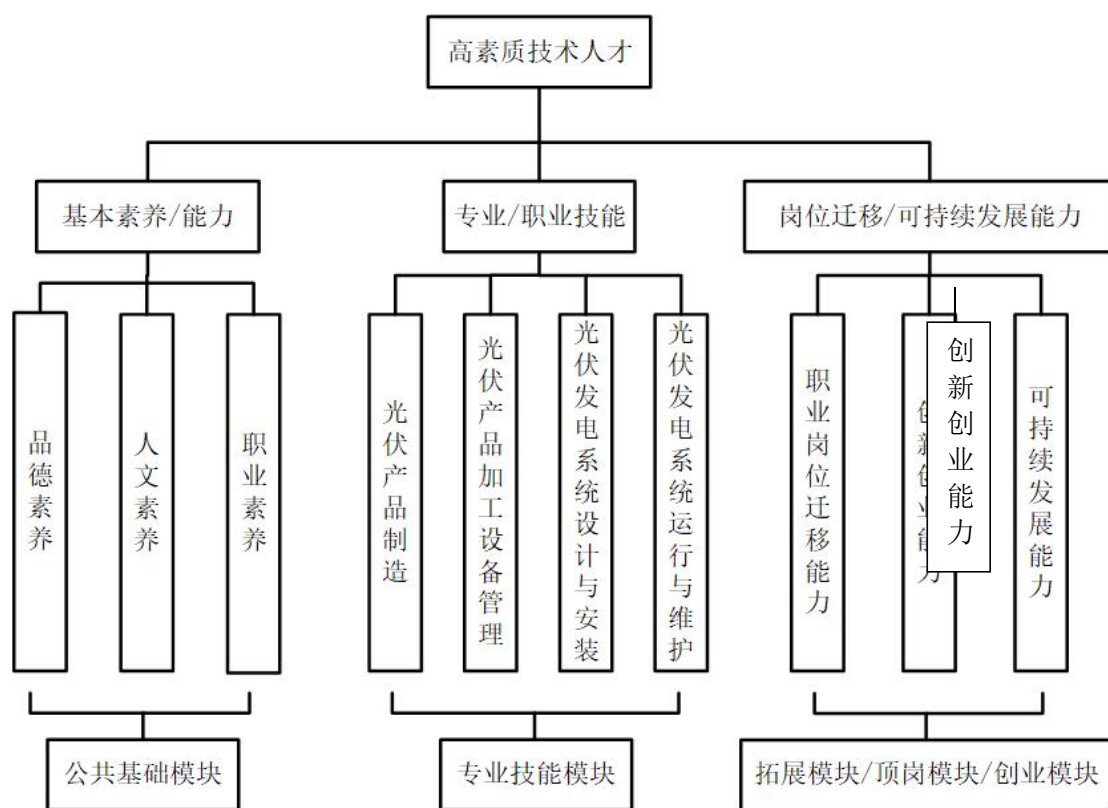 高素质技术人才
基本素养/能力
专业/职业技能
岗位迁移/可持续发展能力
品德素养
人文素养
职业素养
光伏产品制造
光伏产品加工设备管理
光伏发电系统设计与安装
光伏发电系统运行与维护
职业岗位迁移能力
创新创业能力
创新创业能力
可持续发展能力
公共基础模块
专业技能模块
拓展模块/顶岗模块/创业模块